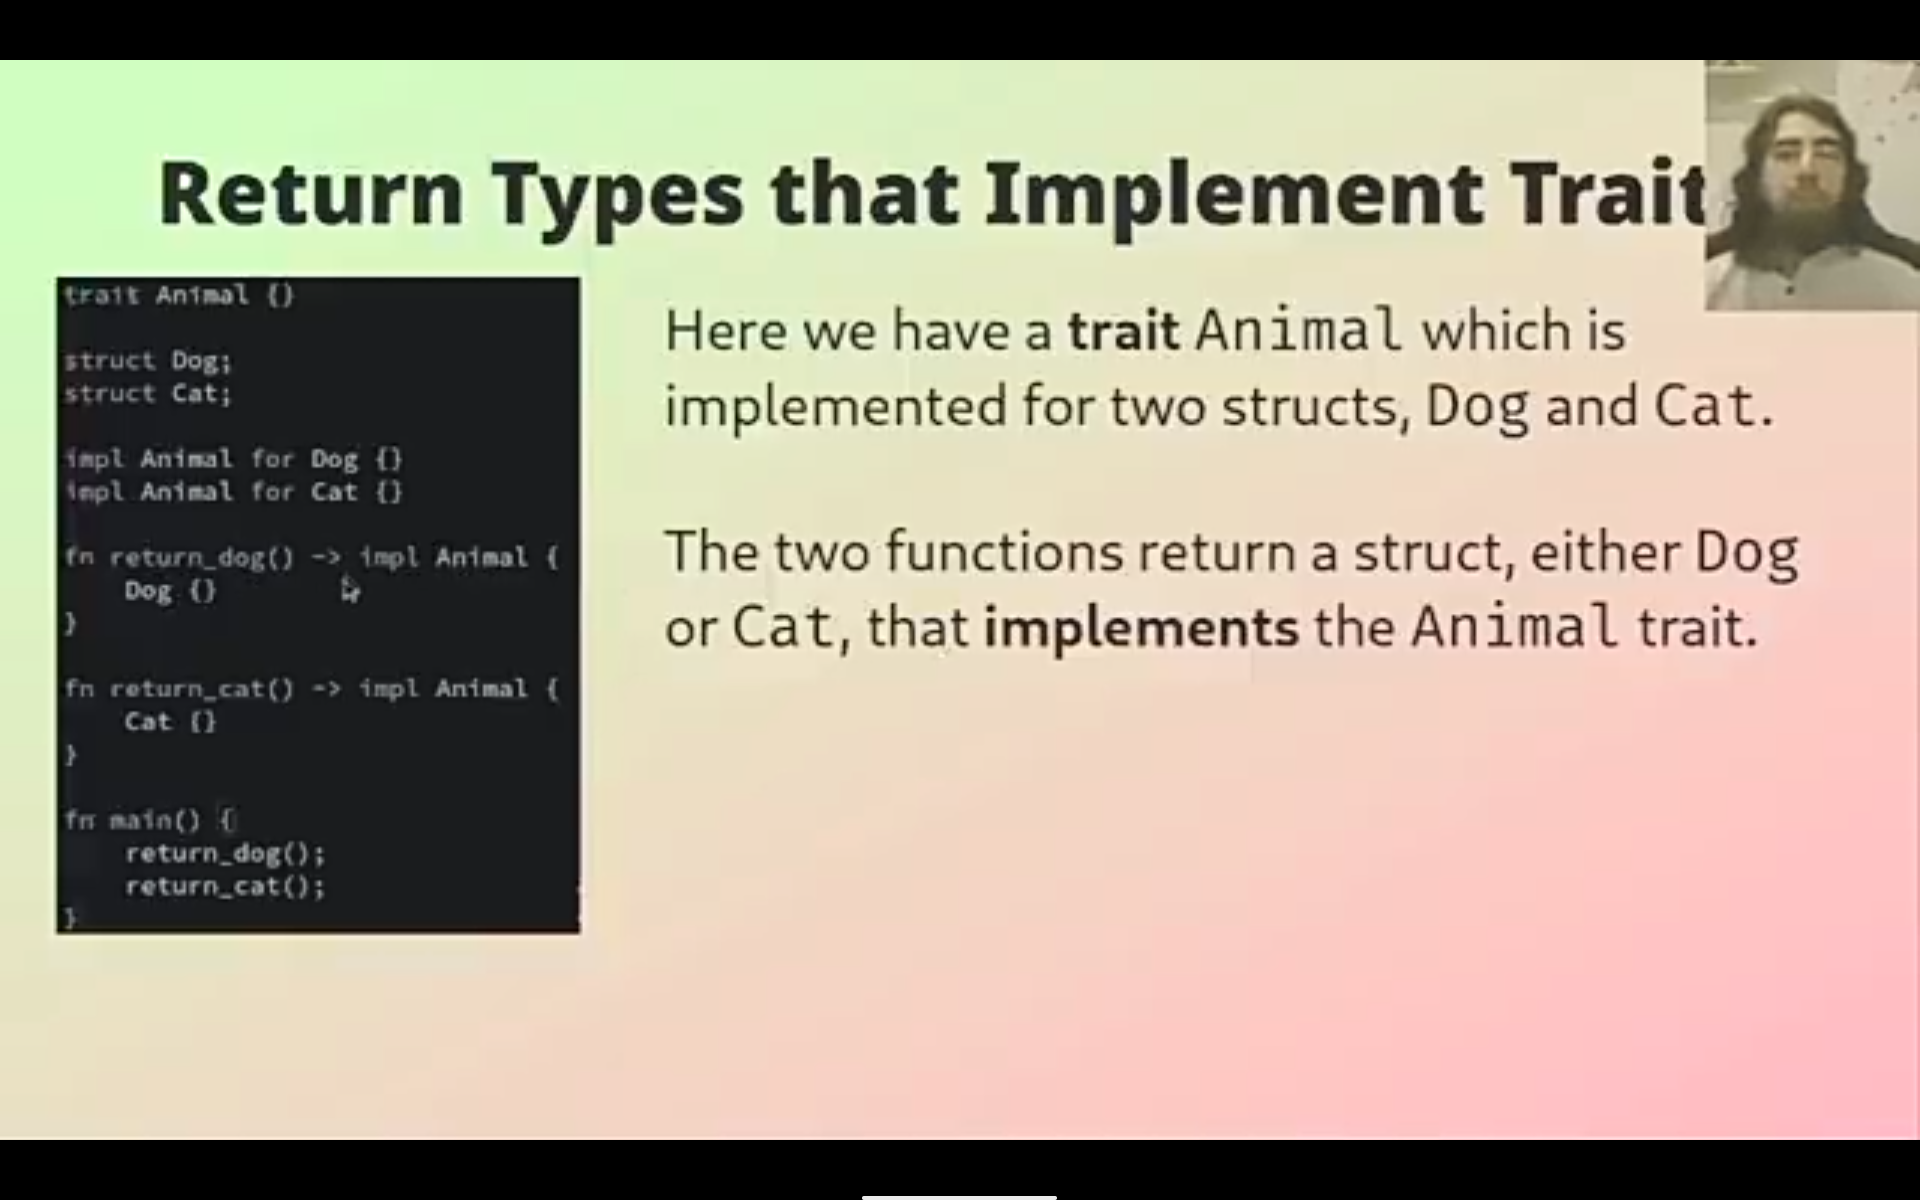 Return Types that Implement Trait
trait Animal {}
struct Dog;
struct Cat;
impl Animal for Dog {}
impl Animal for Cat {}
fn return_dog() -> impl Animal {
Dog {}
}
fn return_cat() -> impl Animal {
Cat {}
}
fn main() {
return_dog();
return_cat();
}
Here we have a trait Animal which is
implemented for two structs, Dog and Cat.
The two functions return a struct, either Dog
or Cat, that implements the Animal trait.